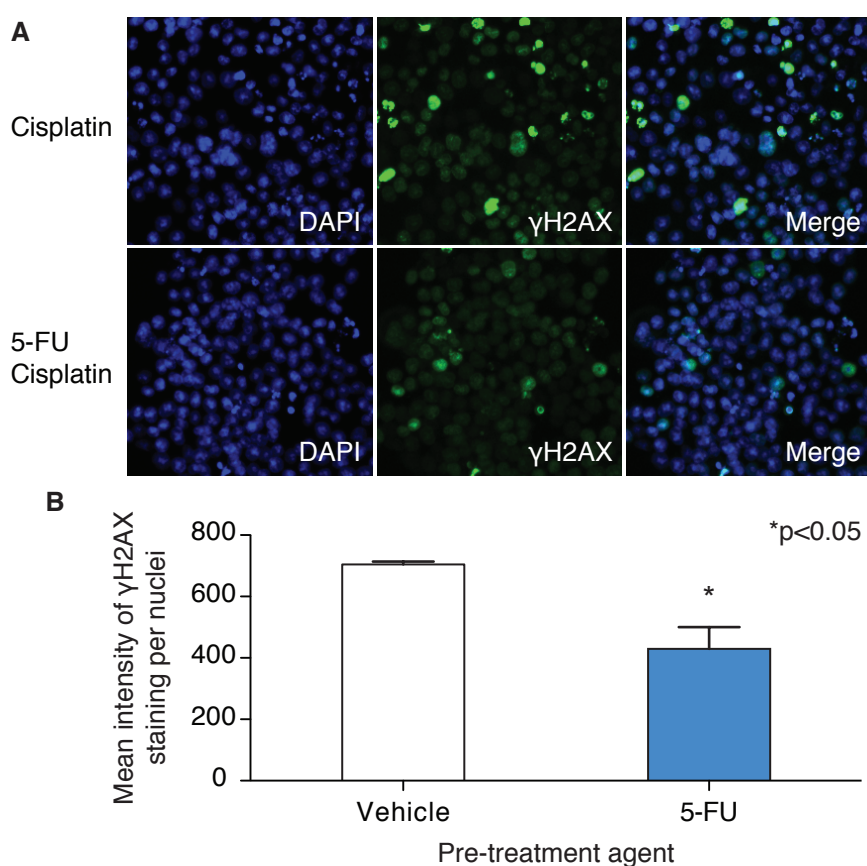 A
Cisplatin
DAPI
γH2AX
Merge
5-FU
Cisplatin
DAPI
γH2AX
Merge
B
Mean intensity of γH2AX
staining per nuclei
800
600
400
200
0
*p<0.05
*
Vehicle
5-FU
Pre-treatment agent